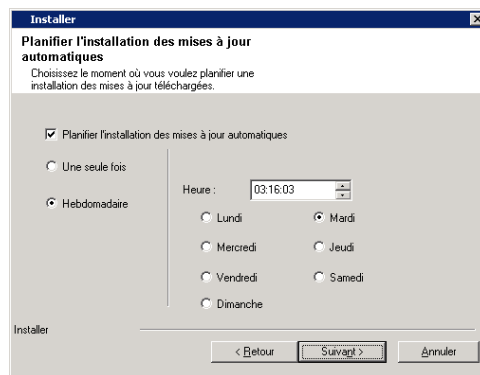 Installer
Planifier l'installation des mises à jour
automatiques
Choisissez le moment où vous voulez planifier une
installation des mises à jour téléchargées.
Planifier l'installation des mises à jour automatiques
Une seule fois
Heure : 03:16:03
Hebdomadaire
Lundi Mardi
Mercredi Jeudi
Vendredi Samedi
Dimanche
Installer
< Retour Suivant > Annuler